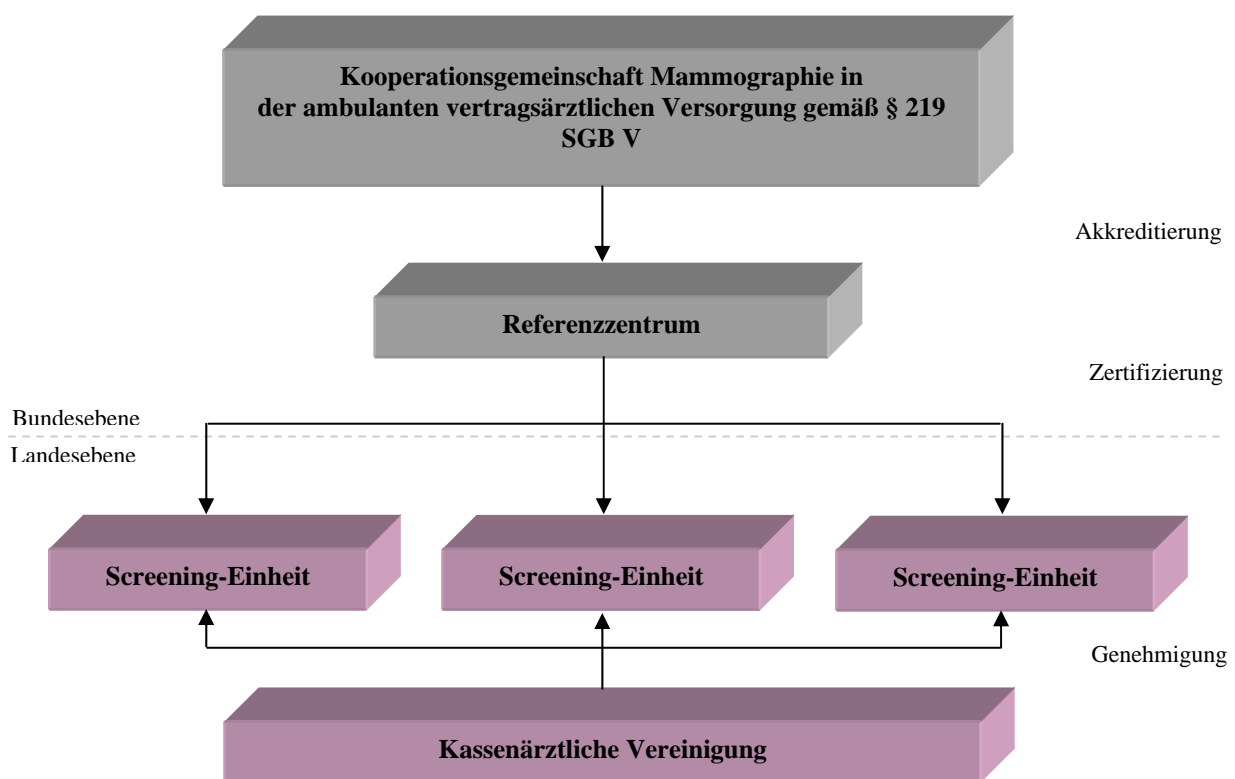 Kooperationsgemeinschaft Mammographie in
der ambulanten vertragsärztlichen Versorgung gemäß § 219
SGB V
Akkreditierung
Referenzzentrum
Zertifizierung
Bundesebene
Landesebene
Screening-Einheit
Screening-Einheit
Screening-Einheit
Genehmigung
Kassenärztliche Vereinigung